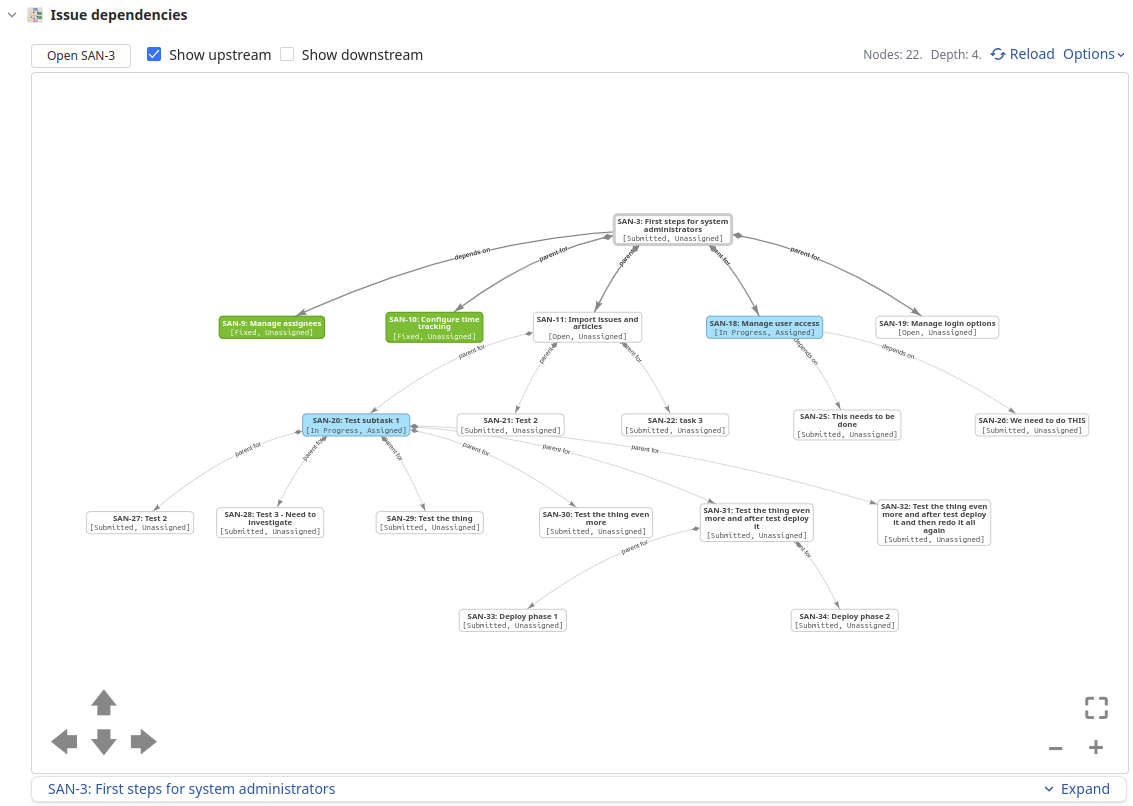 Issue dependencies
Open SAN-3
Show upstream
Show downstream
Nodes: 22. Depth: 4.
Reload
Options
SAN-3: First steps for system
administrators
[Submitted, Unassigned]
depends on
parent for
parent for
parent for
parent for
SAN-9: Manage assignees
[Fixed, Unassigned]
SAN-10: Configure time
tracking
[Fixed, Unassigned]
SAN-11: Import issues and
articles
[Open, Unassigned]
SAN-18: Manage user access
[In Progress, Assigned]
SAN-19: Manage login options
[Open, Unassigned]
parent for
parent for
parent for
depends on
depends on
SAN-20: Test subtask 1
[In Progress, Assigned]
SAN-21: Test 2
[Submitted, Unassigned]
SAN-22: task 3
[Submitted, Unassigned]
SAN-25: This needs to be
done
[Submitted, Unassigned]
SAN-26: We need to do THIS
[Submitted, Unassigned]
parent for
parent for
parent for
parent for
parent for
parent for
SAN-27: Test 2
[Submitted, Unassigned]
SAN-28: Test 3 - Need to
investigate
[Submitted, Unassigned]
SAN-29: Test the thing
[Submitted, Unassigned]
SAN-30: Test the thing even
more
[Submitted, Unassigned]
SAN-31: Test the thing even
more and after test deploy
it
[Submitted, Unassigned]
SAN-32: Test the thing even
more and after test deploy
it and then redo it all
again
[Submitted, Unassigned]
parent for
parent for
SAN-33: Deploy phase 1
[Submitted, Unassigned]
SAN-34: Deploy phase 2
[Submitted, Unassigned]
SAN-3: First steps for system administrators
Expand